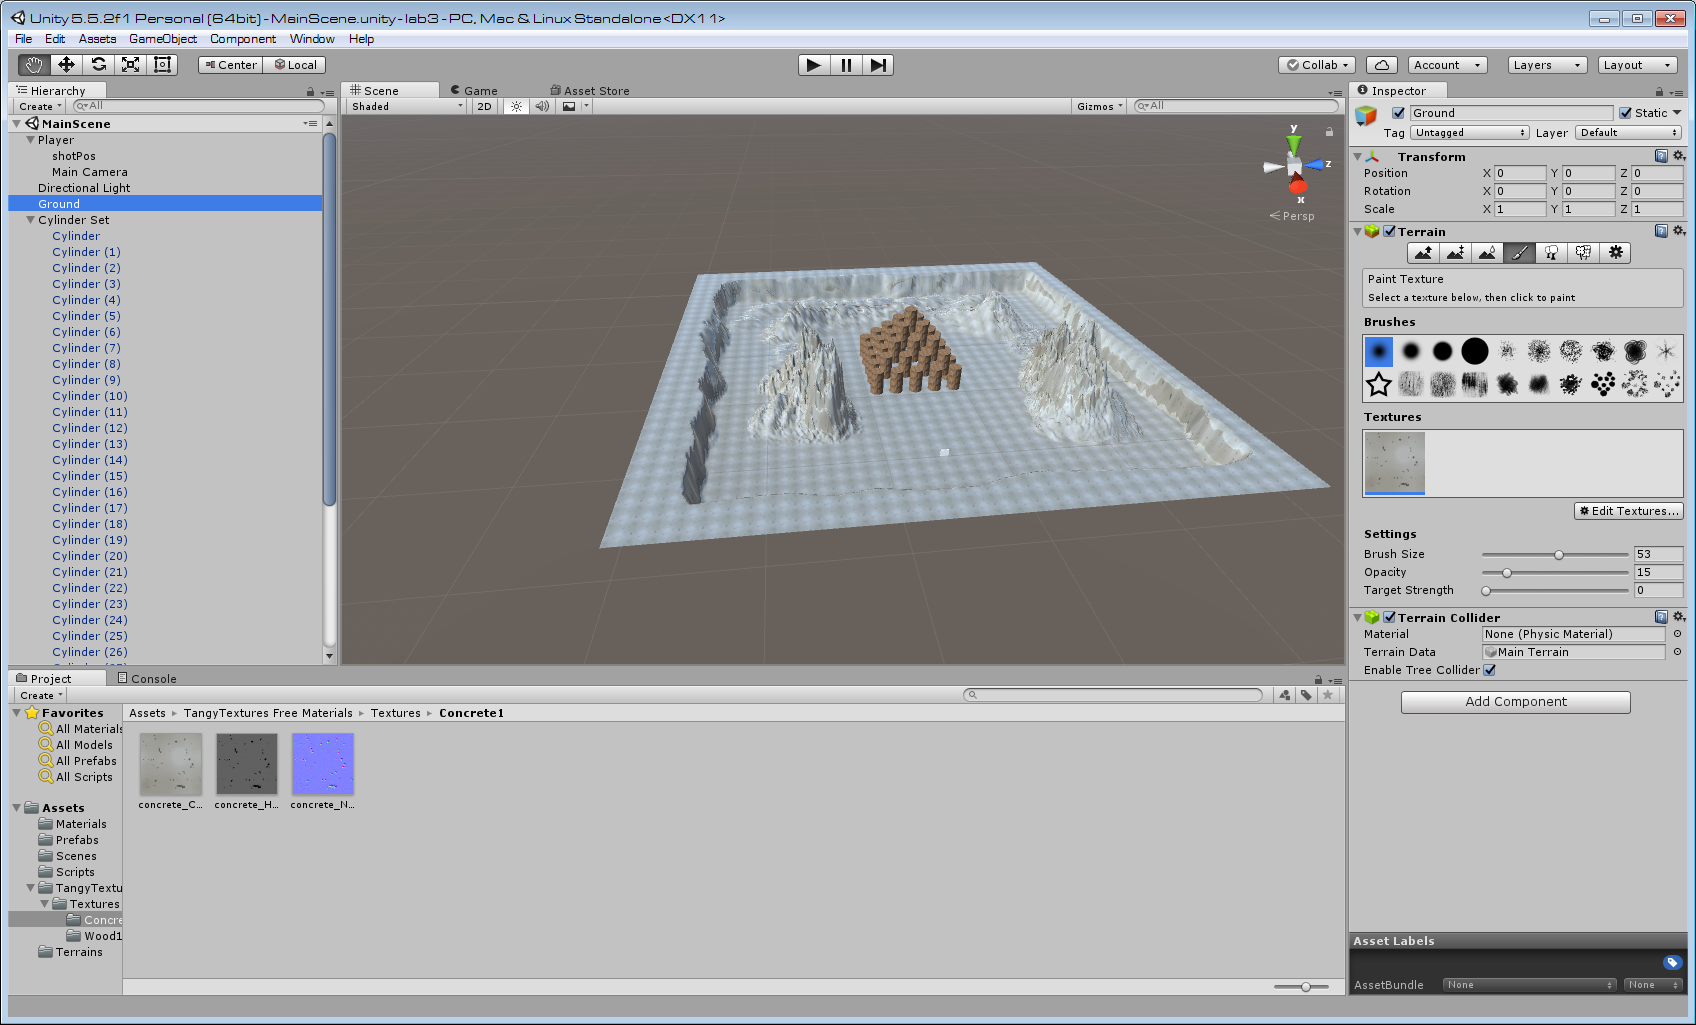 Unity 5.5.2f1 Personal (64bit) - MainScene.unity - lab3 - PC, Mac & Linux Standalone <DX11>
File Edit Assets GameObject Component Window Help
Center Local Collab Account Layers Layout
Hierarchy
Create All
MainScene
Player
shotPos
Main Camera
Directional Light
Ground
Cylinder Set
Cylinder
Cylinder (1)
Cylinder (2)
Cylinder (3)
Cylinder (4)
Cylinder (5)
Cylinder (6)
Cylinder (7)
Cylinder (8)
Cylinder (9)
Cylinder (10)
Cylinder (11)
Cylinder (12)
Cylinder (13)
Cylinder (14)
Cylinder (15)
Cylinder (16)
Cylinder (17)
Cylinder (18)
Cylinder (19)
Cylinder (20)
Cylinder (21)
Cylinder (22)
Cylinder (23)
Cylinder (24)
Cylinder (25)
Cylinder (26)
Scene Game Asset Store
Shaded 2D Gizmos All
y
z
x
Persp
Inspector
Ground Static
Tag Untagged Layer Default
Transform
Position X 0 Y 0 Z 0
Rotation X 0 Y 0 Z 0
Scale X 1 Y 1 Z 1
Terrain
Paint Texture
Select a texture below, then click to paint
Brushes
Textures
Edit Textures...
Settings
Brush Size 53
Opacity 15
Target Strength 0
Terrain Collider
Material None (Physic Material)
Terrain Data Main Terrain
Enable Tree Collider
Add Component
Asset Labels
AssetBundle None None
Project Console
Create
Favorites
All Materials
All Models
All Prefabs
All Scripts
Assets
Materials
Prefabs
Scenes
Scripts
TangyTextu
Textures
Concre
Wood1
Terrains
Assets TangyTextures Free Materials Textures Concrete1
concrete_C... concrete_H... concrete_N...